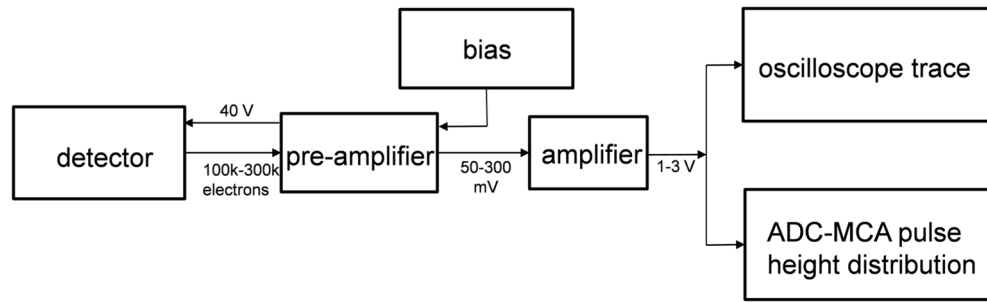 bias
oscilloscope trace
40 V
detector
pre-amplifier
amplifier
100k-300k
electrons
50-300
mV
1-3 V
ADC-MCA pulse
height distribution